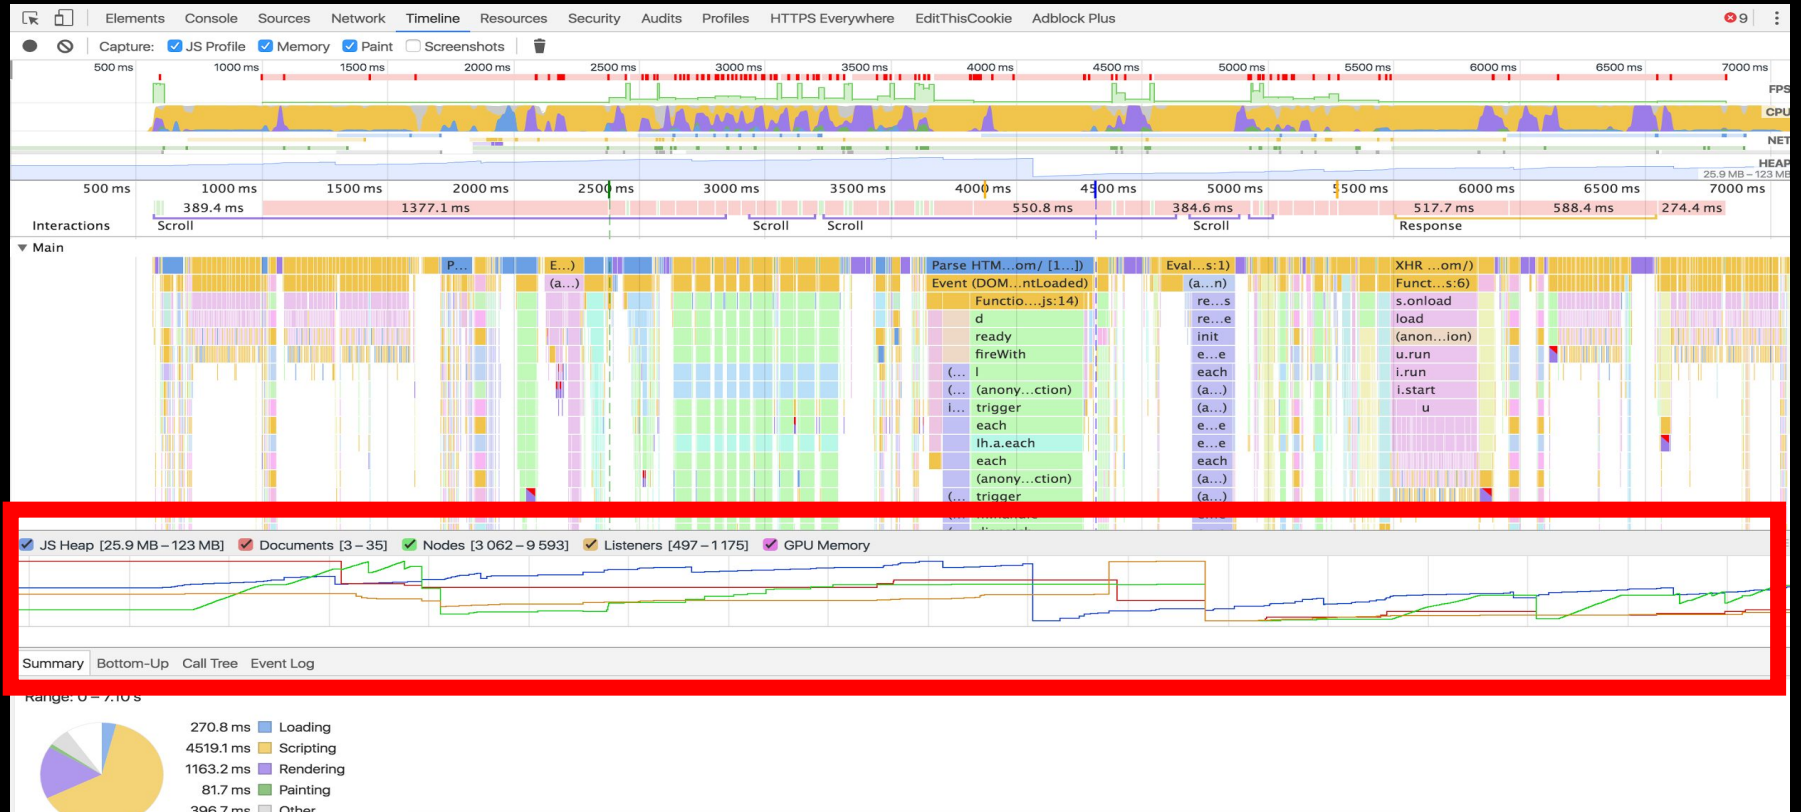 Elements Console Sources Network Timeline Resources Security Audits Profiles HTTPS Everywhere EditThisCookie Adblock Plus 9
Capture: JS Profile Memory Paint Screenshots
500 ms 1000 ms 1500 ms 2000 ms 2500 ms 3000 ms 3500 ms 4000 ms 4500 ms 5000 ms 5500 ms 6000 ms 6500 ms 7000 ms
FPS
CPU
NET
HEAP
25.9 MB – 123 MB
500 ms 1000 ms 1500 ms 2000 ms 2500 ms 3000 ms 3500 ms 4000 ms 4500 ms 5000 ms 5500 ms 6000 ms 6500 ms 7000 ms
389.4 ms 1377.1 ms 550.8 ms 384.6 ms 517.7 ms 588.4 ms 274.4 ms
Interactions Scroll Scroll Scroll Scroll Response
Main
P... E...) Parse HTM...om/ [1...]) Eval...s:1) XHR ...om/)
(a...) Event (DOM...ntLoaded) (a...n) Funct...s:6)
Functio....js:14) re...s s.onload
d re...e load
ready init (anon...ion)
fireWith e...e u.run
(... l each i.run
(... (anony...ction) (a...) i.start
i... trigger (a...) u
each e...e
lh.a.each e...e
each each
(anony...ction) (a...)
(... trigger (a...)
JS Heap [25.9 MB – 123 MB] Documents [3 – 35] Nodes [3 062 – 9 593] Listeners [497 – 1 175] GPU Memory
Summary Bottom-Up Call Tree Event Log
Range: 0 – 7.10 s
270.8 ms Loading
4519.1 ms Scripting
1163.2 ms Rendering
81.7 ms Painting
396.7 ms Other